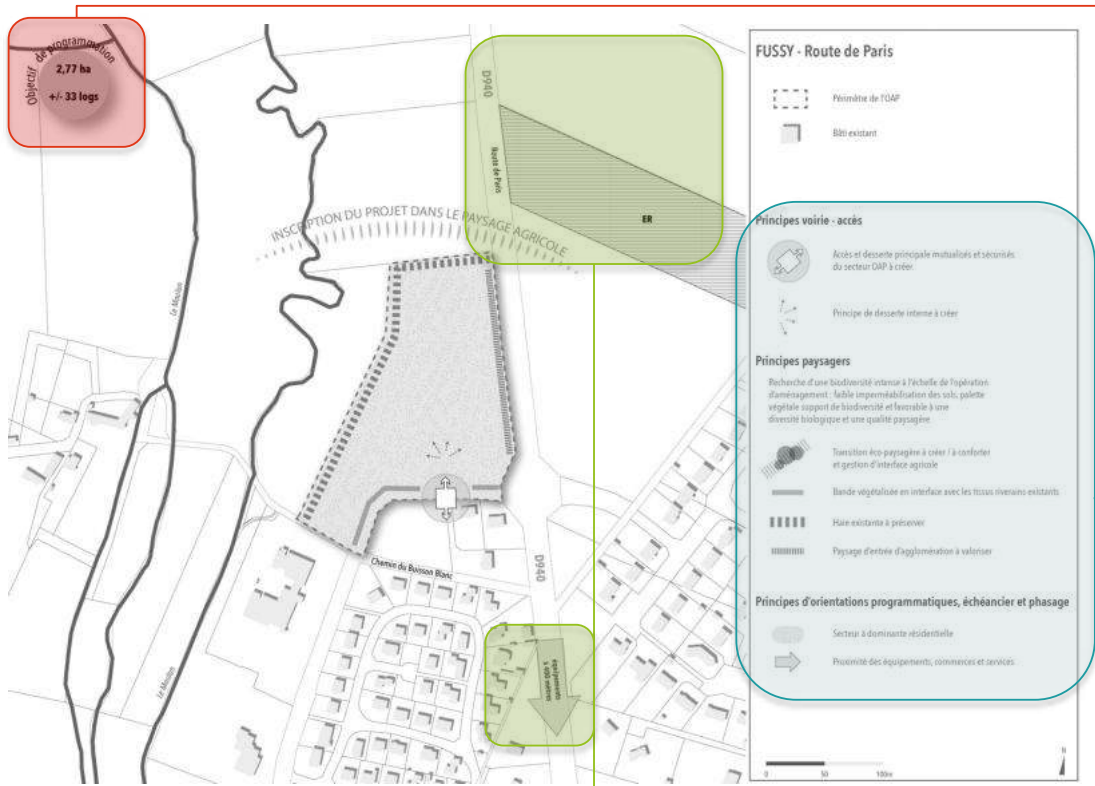 Objectif de programmation
2,77 ha
+/- 33 logs
D940
Route de Paris
ER
INSCRIPTION DU PROJET DANS LE PAYSAGE AGRICOLE
Le Moulon
Chemin du Buisson Blanc
D940
Le Moulon
équipements
à 400 mètres
FUSSY - Route de Paris
Périmètre de l'OAP
Bâti existant
Principes voirie - accès
Accès et desserte principale mutualisés et sécurisés
du secteur OAP à créer.
Principe de desserte interne à créer
Principes paysagers
Recherche d'une biodiversité intense à l'échelle de l'opération
d'aménagement : faible imperméabilisation des sols, palette
végétale support de biodiversité et favorable à une
diversité biologique et une qualité paysagère
Transition éco-paysagère à créer / à conforter
et gestion d'interface agricole
Bande végétalisée en interface avec les tissus riverains existants
Haie existante à préserver
Paysage d'entrée d'agglomération à valoriser
Principes d'orientations programmatiques, échéancier et phasage
Secteur à dominante résidentielle
Proximité des équipements, commerces et services
0 50 100m
N